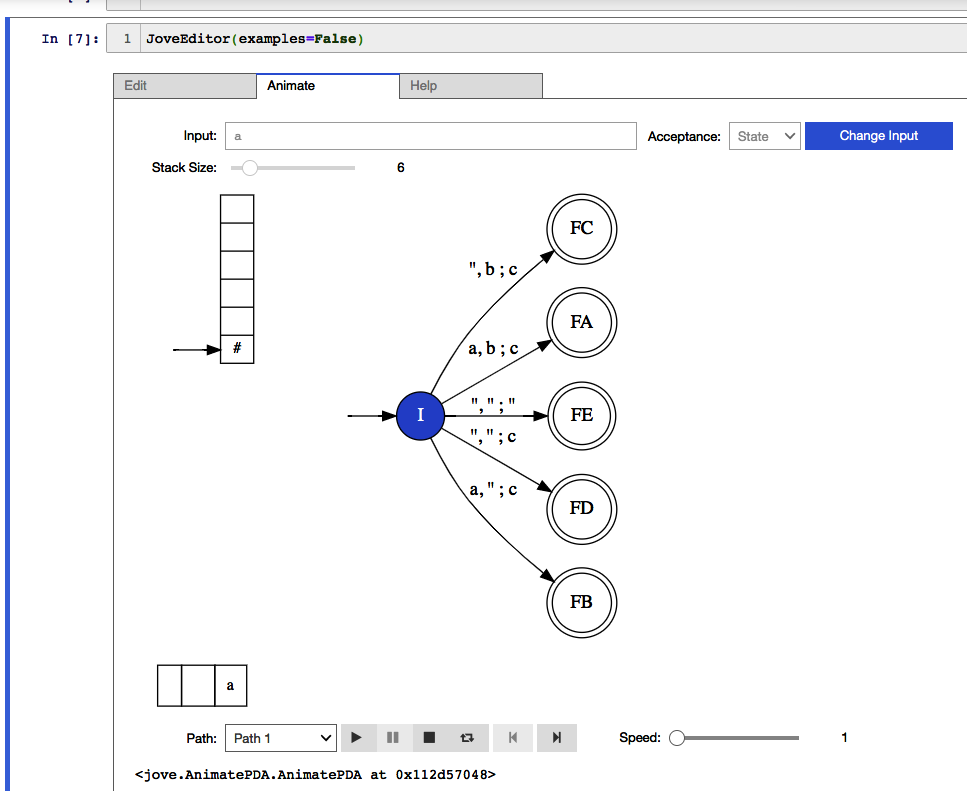 In [7]:
1 JoveEditor(examples=False)
Edit Animate Help
Input: a Acceptance: State Change Input
Stack Size: 6
FC
",b;c
FA
a,b;c
#
I
",";"
FE
",";c
FD
a,";c
FB
a
Path: Path 1 Speed: 1
<jove.AnimatePDA.AnimatePDA at 0x112d57048>